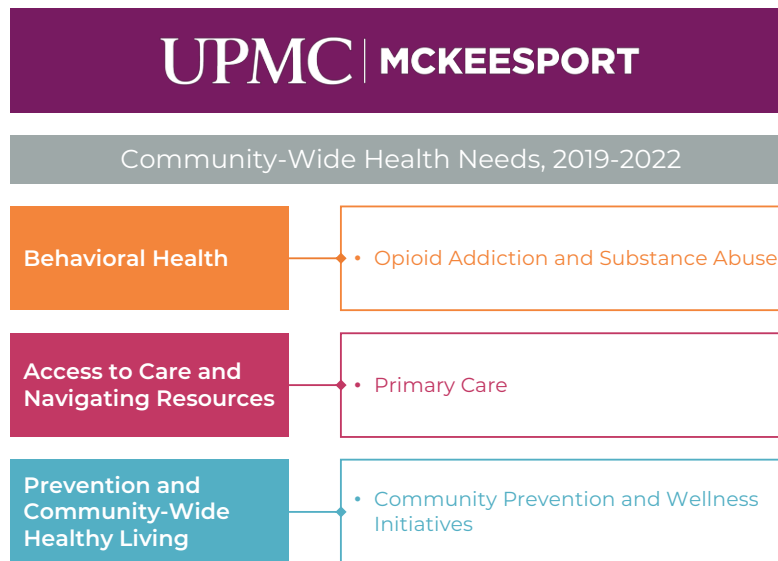 UPMC | MCKEESPORT
Community-Wide Health Needs, 2019-2022
Behavioral Health
• Opioid Addiction and Substance Abuse
Access to Care and
Navigating Resources
• Primary Care
Prevention and
Community-Wide
Healthy Living
• Community Prevention and Wellness
Initiatives